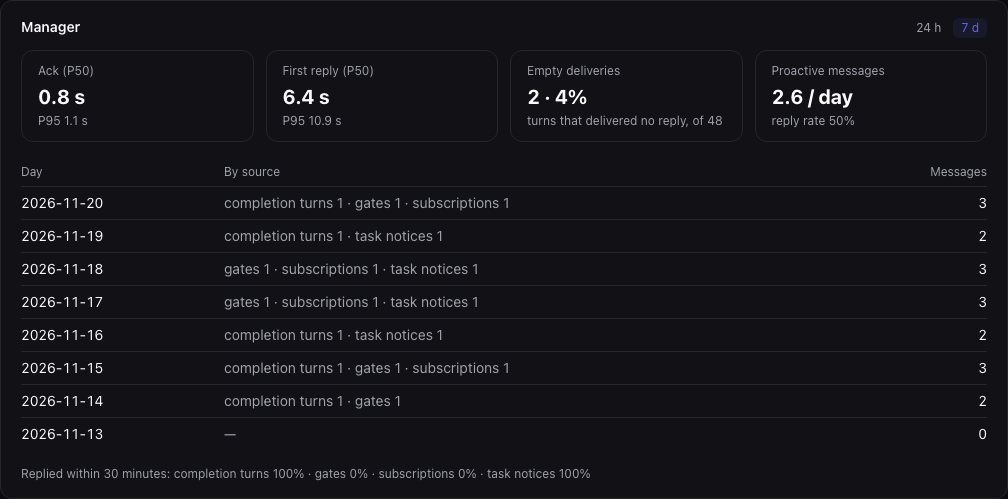 Manager
24 h 7 d
Ack (P50) First reply (P50) Empty deliveries Proactive messages
0.8 s 6.4 s 2 · 4% 2.6 / day
P95 1.1 s P95 10.9 s turns that delivered no reply, of 48 reply rate 50%
Day By source Messages
2026-11-20 completion turns 1 · gates 1 · subscriptions 1 3
2026-11-19 completion turns 1 · task notices 1 2
2026-11-18 gates 1 · subscriptions 1 · task notices 1 3
2026-11-17 gates 1 · subscriptions 1 · task notices 1 3
2026-11-16 completion turns 1 · task notices 1 2
2026-11-15 completion turns 1 · gates 1 · subscriptions 1 3
2026-11-14 completion turns 1 · gates 1 2
2026-11-13 — 0
Replied within 30 minutes: completion turns 100% · gates 0% · subscriptions 0% · task notices 100%